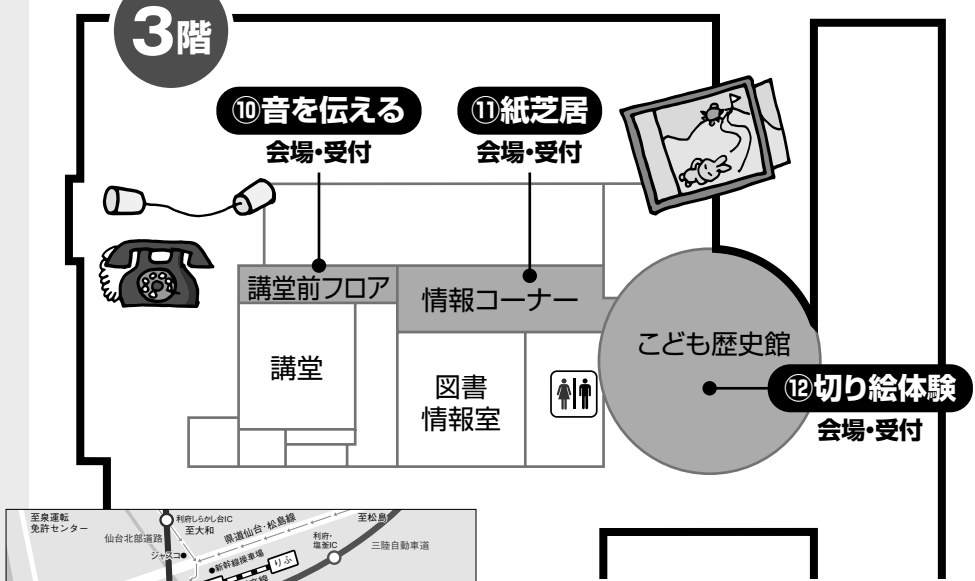 3階
⑩音を伝える
会場・受付
⑪紙芝居
会場・受付
講堂前フロア
情報コーナー
こども歴史館
講堂
図書
情報室
⑫切り絵体験
会場・受付
至泉運転
免許センター
利府しらかし台IC
至大和
仙台北部道路
県道仙台・松島線
至松島
利府・
塩釜IC
三陸自動車道
ジャスコ
新幹線操車場
りふ